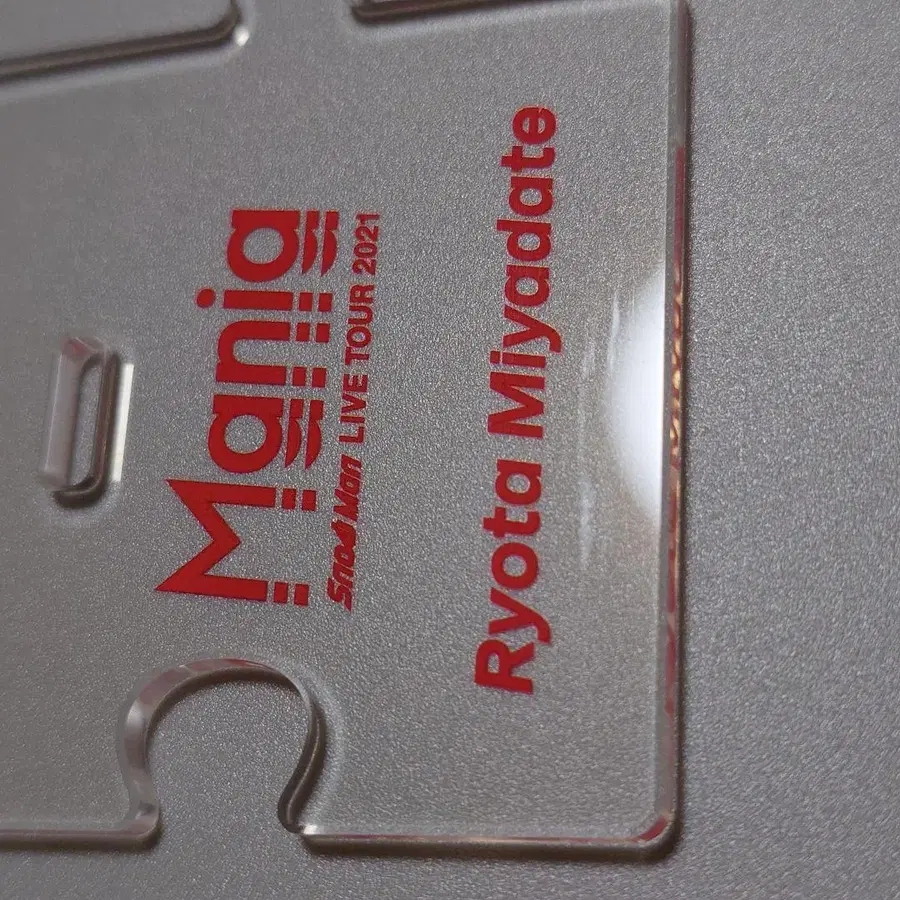 Mania
Snow Man LIVE TOUR 2021
Ryota Miyadate